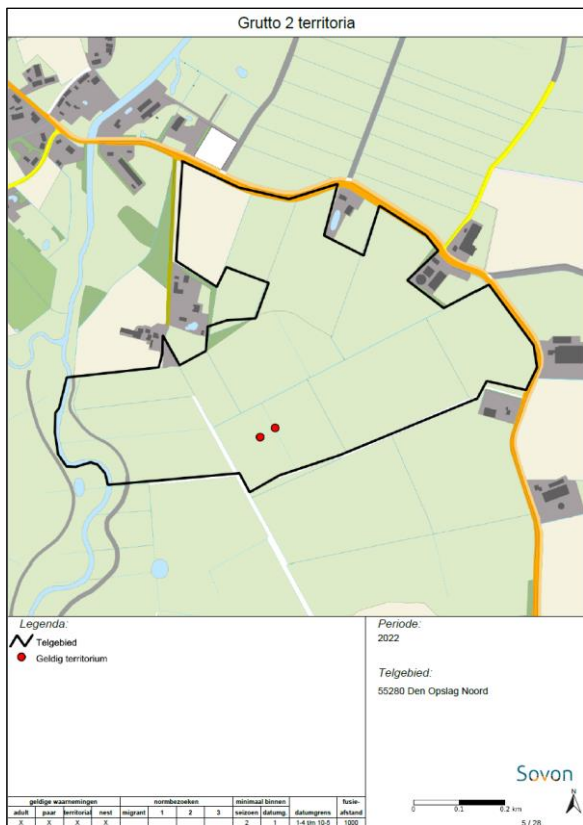 Grutto 2 territoria
Legenda:
Telgebied
Geldig territorium
Periode:
2022
Telgebied:
55280 Den Opslag Noord
Sovon
0 0.1 0.2 km
N
5 / 28
geldige waarnemingen normbezoeken minimaal binnen fusie-
adult paar territorial nest migrant 1 2 3 seizoen datumg. datumgrens afstand
X X X X 2 1 1-4 t/m 10-5 1000